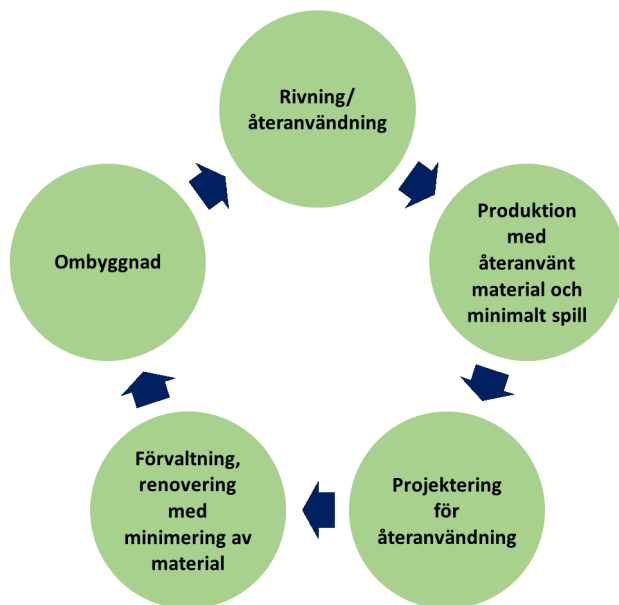 Rivning/
återanvändning
Produktion
med
återanvänt
material och
minimalt spill
Projektering
för
återanvändning
Förvaltning,
renovering
med
minimering av
material
Ombyggnad